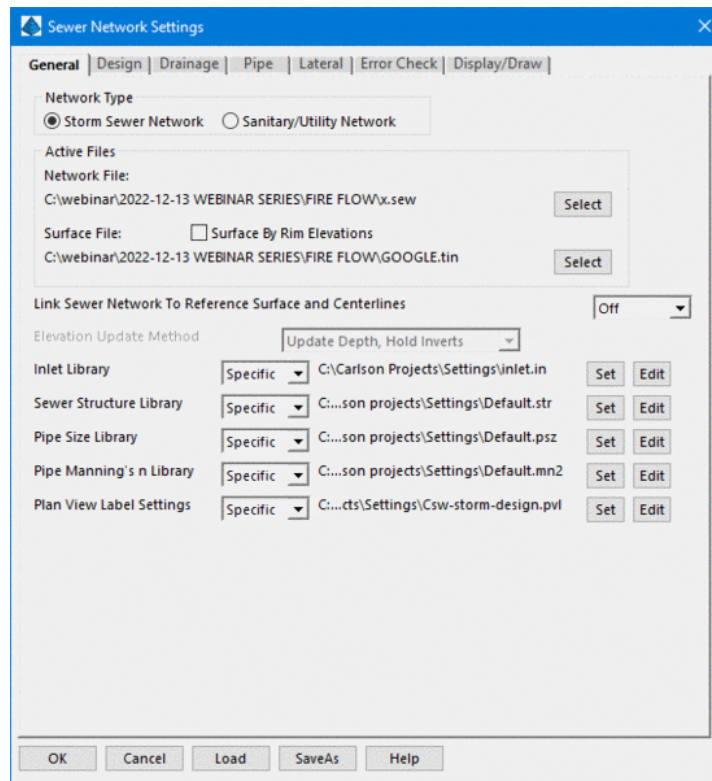 Sewer Network Settings
General Design Drainage Pipe Lateral Error Check Display/Draw
Network Type
Storm Sewer Network Sanitary/Utility Network
Active Files
Network File:
C:\webinar\2022-12-13 WEBINAR SERIES\FIRE FLOW\x.sew Select
Surface File: Surface By Rim Elevations
C:\webinar\2022-12-13 WEBINAR SERIES\FIRE FLOW\GOOGLE.tin Select
Link Sewer Network To Reference Surface and Centerlines Off
Elevation Update Method Update Depth, Hold Inverts
Inlet Library Specific C:\Carlson Projects\Settings\inlet.in Set Edit
Sewer Structure Library Specific C:...son projects\Settings\Default.str Set Edit
Pipe Size Library Specific C:...son projects\Settings\Default.psz Set Edit
Pipe Manning's n Library Specific C:...son projects\Settings\Default.mn2 Set Edit
Plan View Label Settings Specific C:...cts\Settings\Csw-storm-design.pvl Set Edit
OK Cancel Load SaveAs Help